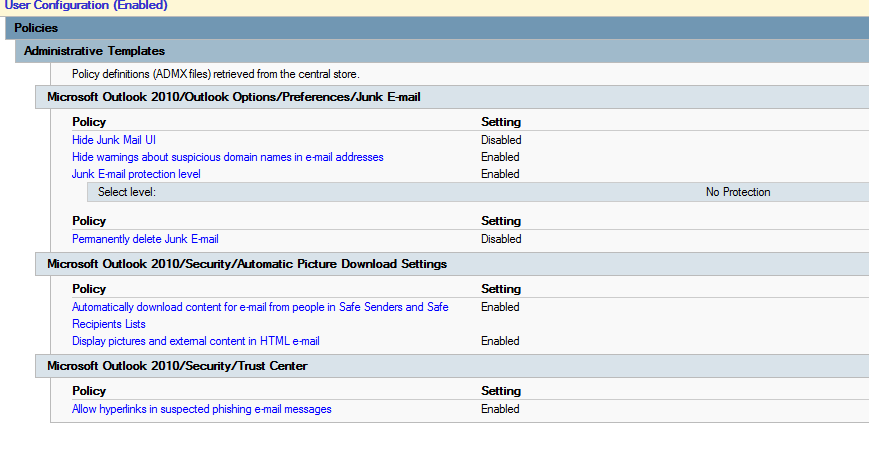 User Configuration (Enabled)
Policies
Administrative Templates
Policy definitions (ADMX files) retrieved from the central store.
Microsoft Outlook 2010/Outlook Options/Preferences/Junk E-mail
Policy Setting
Hide Junk Mail UI Disabled
Hide warnings about suspicious domain names in e-mail addresses Enabled
Junk E-mail protection level Enabled
Select level: No Protection
Policy Setting
Permanently delete Junk E-mail Disabled
Microsoft Outlook 2010/Security/Automatic Picture Download Settings
Policy Setting
Automatically download content for e-mail from people in Safe Senders and Safe Enabled
Recipients Lists
Display pictures and external content in HTML e-mail Enabled
Microsoft Outlook 2010/Security/Trust Center
Policy Setting
Allow hyperlinks in suspected phishing e-mail messages Enabled